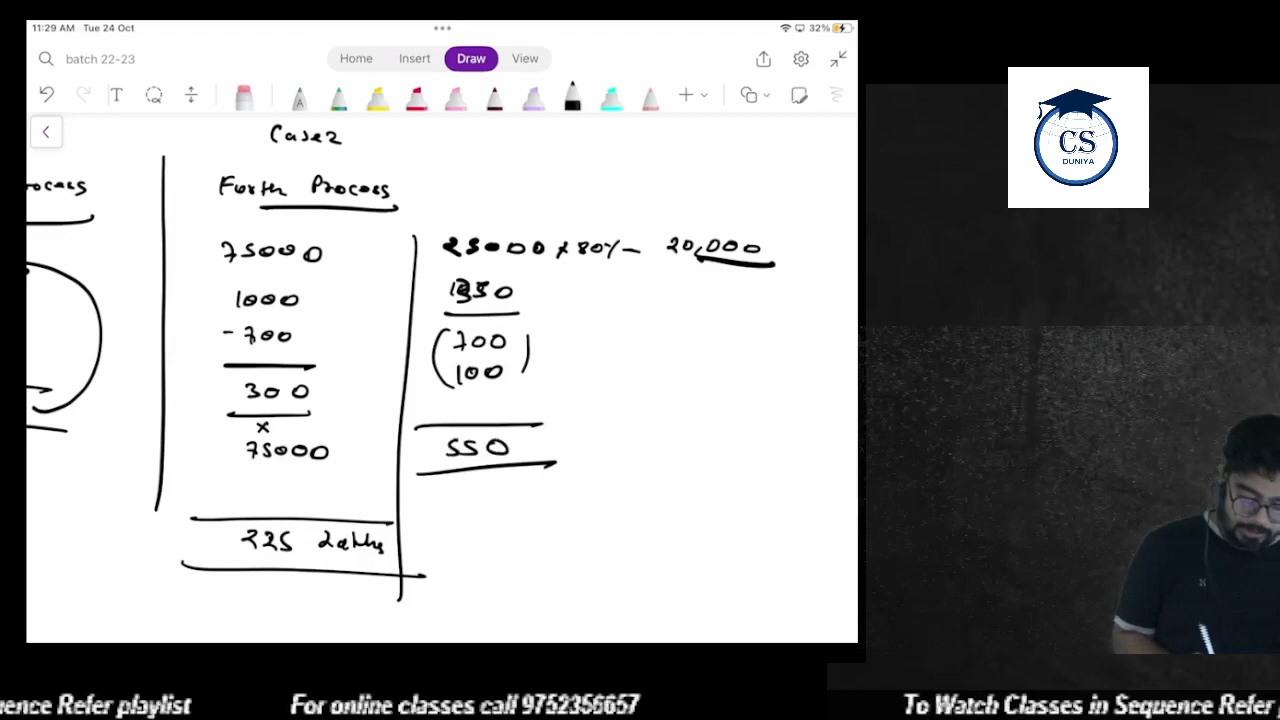 11:29 AM Tue 24 Oct
32%
batch 22-23
Home Insert Draw View
Case2
ocess
Furth Process
75000
1000
-700
300
x
75000
225 Lakhs
25000 x 80% - 20,000
1350
(700
100)
550
CS
DUNIYA
ence Refer playlist
For online classes call 9752356657
To Watch Classes in Sequence Refer